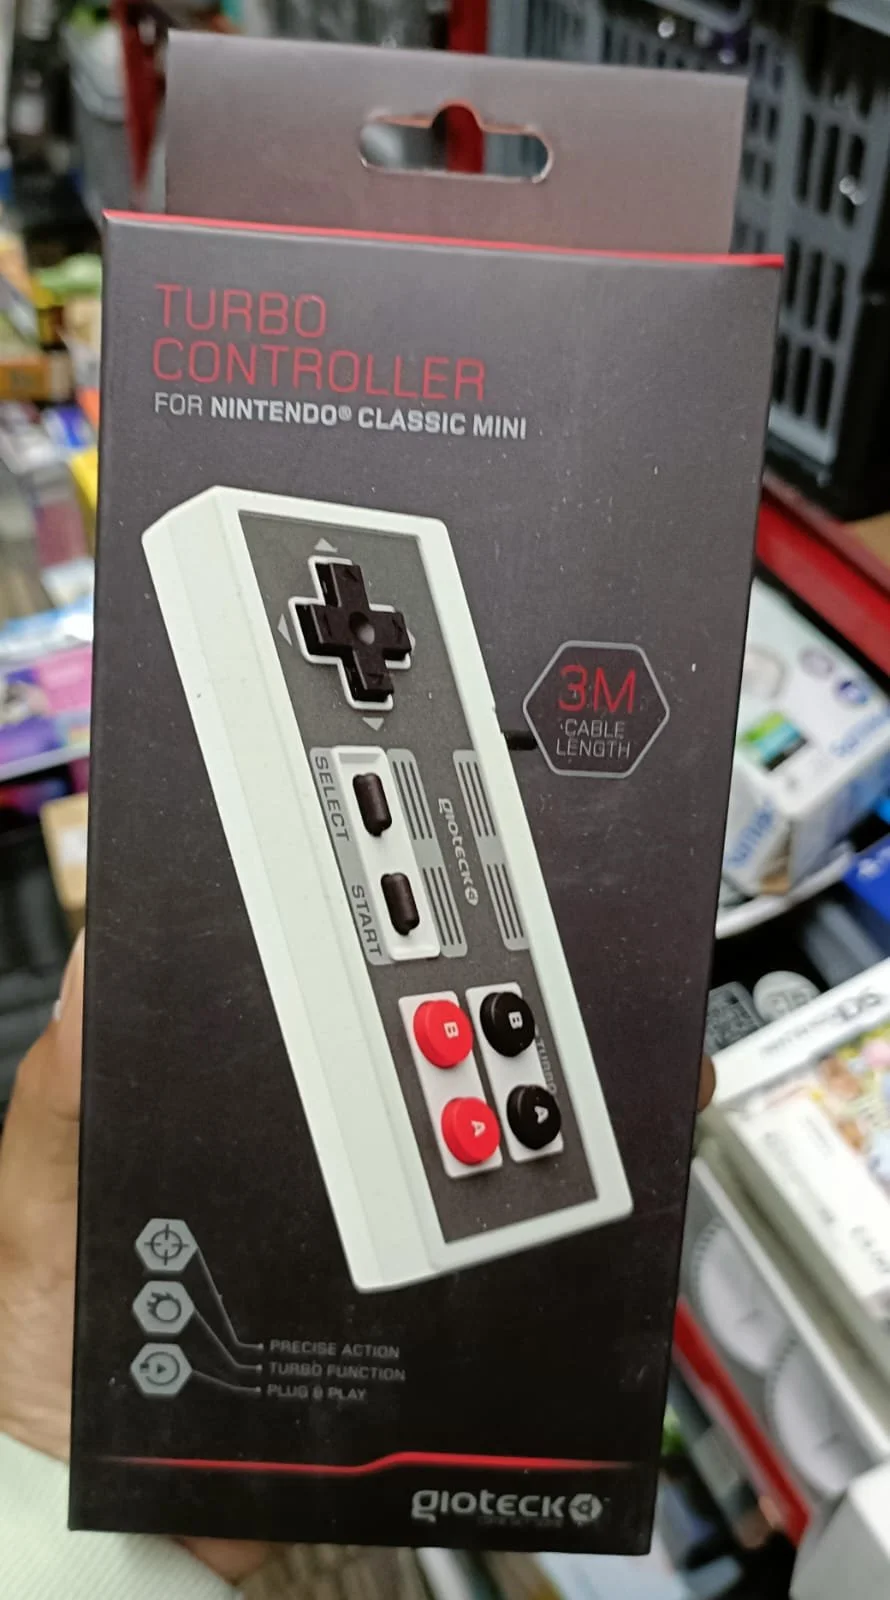 TURBO
CONTROLLER
FOR NINTENDO® CLASSIC MINI
3M
CABLE
LENGTH
SELECT
START
gioteck
B
A
B
A
TURBO
PRECISE ACTION
TURBO FUNCTION
PLUG & PLAY
gioteck